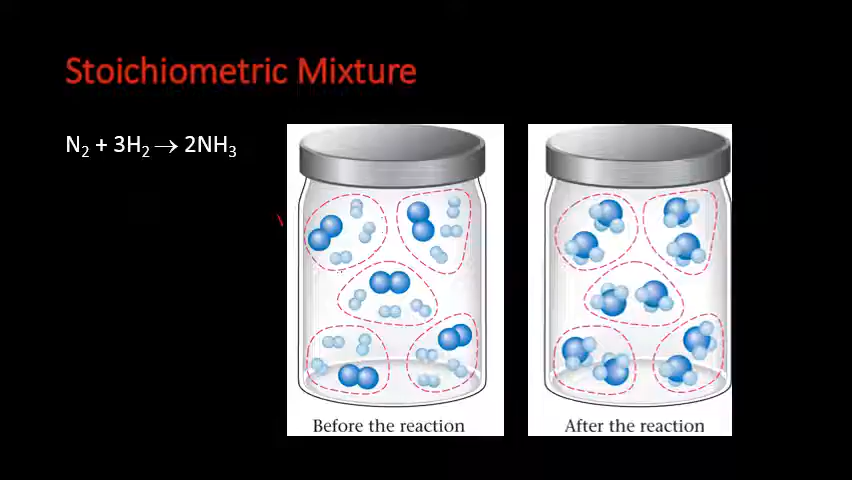 Stoichiometric Mixture
N₂ + 3H₂ → 2NH₃
Before the reaction
After the reaction